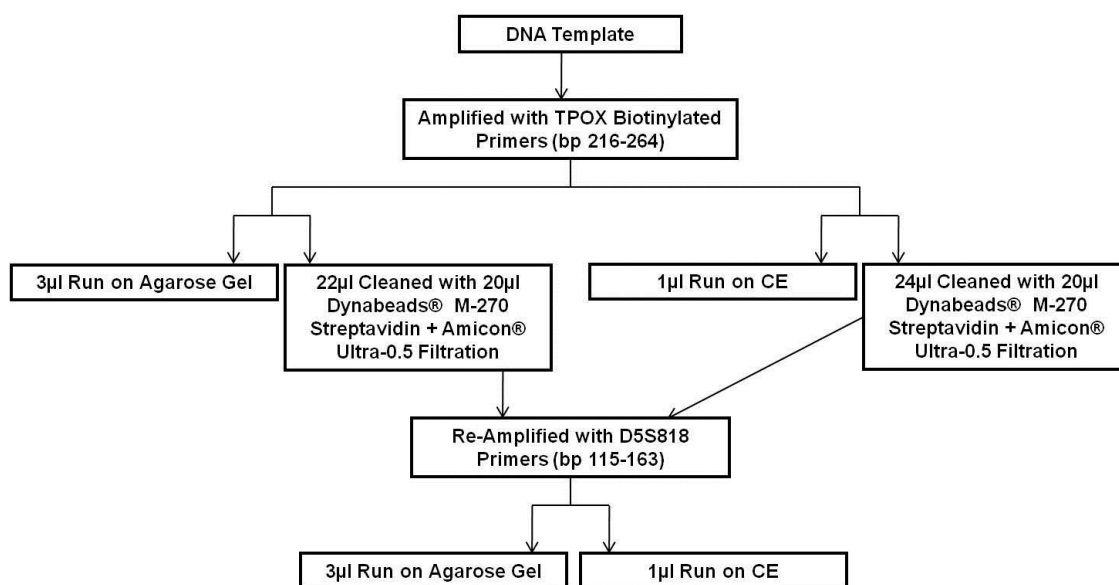 DNA Template
Amplified with TPOX Biotinylated
Primers (bp 216-264)
3µl Run on Agarose Gel
22µl Cleaned with 20µl
Dynabeads® M-270
Streptavidin + Amicon®
Ultra-0.5 Filtration
1µl Run on CE
24µl Cleaned with 20µl
Dynabeads® M-270
Streptavidin + Amicon®
Ultra-0.5 Filtration
Re-Amplified with D5S818
Primers (bp 115-163)
3µl Run on Agarose Gel
1µl Run on CE